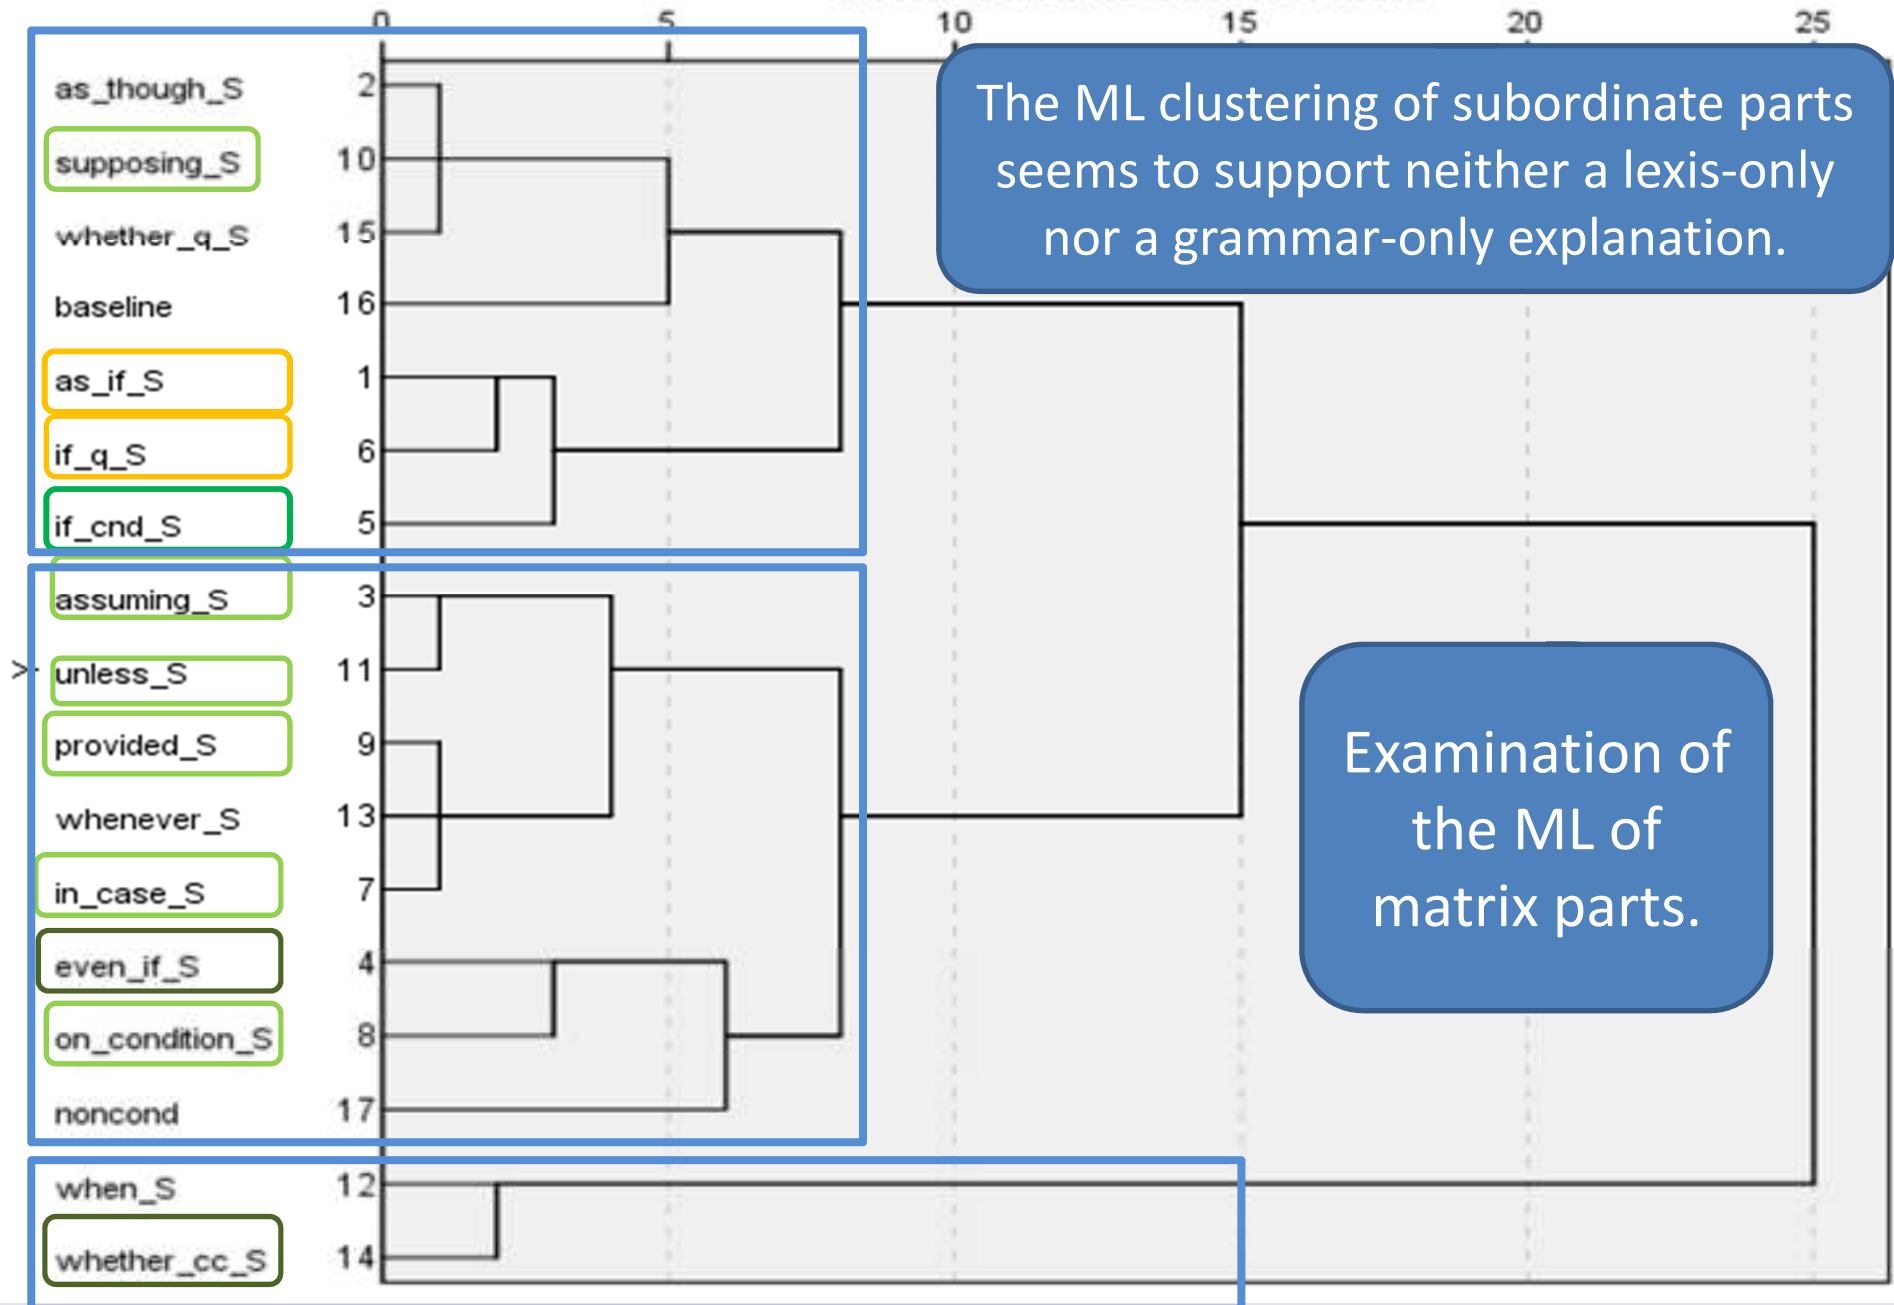 0 5 10 15 20 25
The ML clustering of subordinate parts
seems to support neither a lexis-only
nor a grammar-only explanation.
as_though_S 2
supposing_S 10
whether_q_S 15
baseline 16
as_if_S 1
if_q_S 6
if_cnd_S 5
assuming_S 3
> unless_S 11
provided_S 9
whenever_S 13
in_case_S 7
even_if_S 4
on_condition_S 8
noncond 17
when_S 12
whether_cc_S 14
Examination of
the ML of
matrix parts.